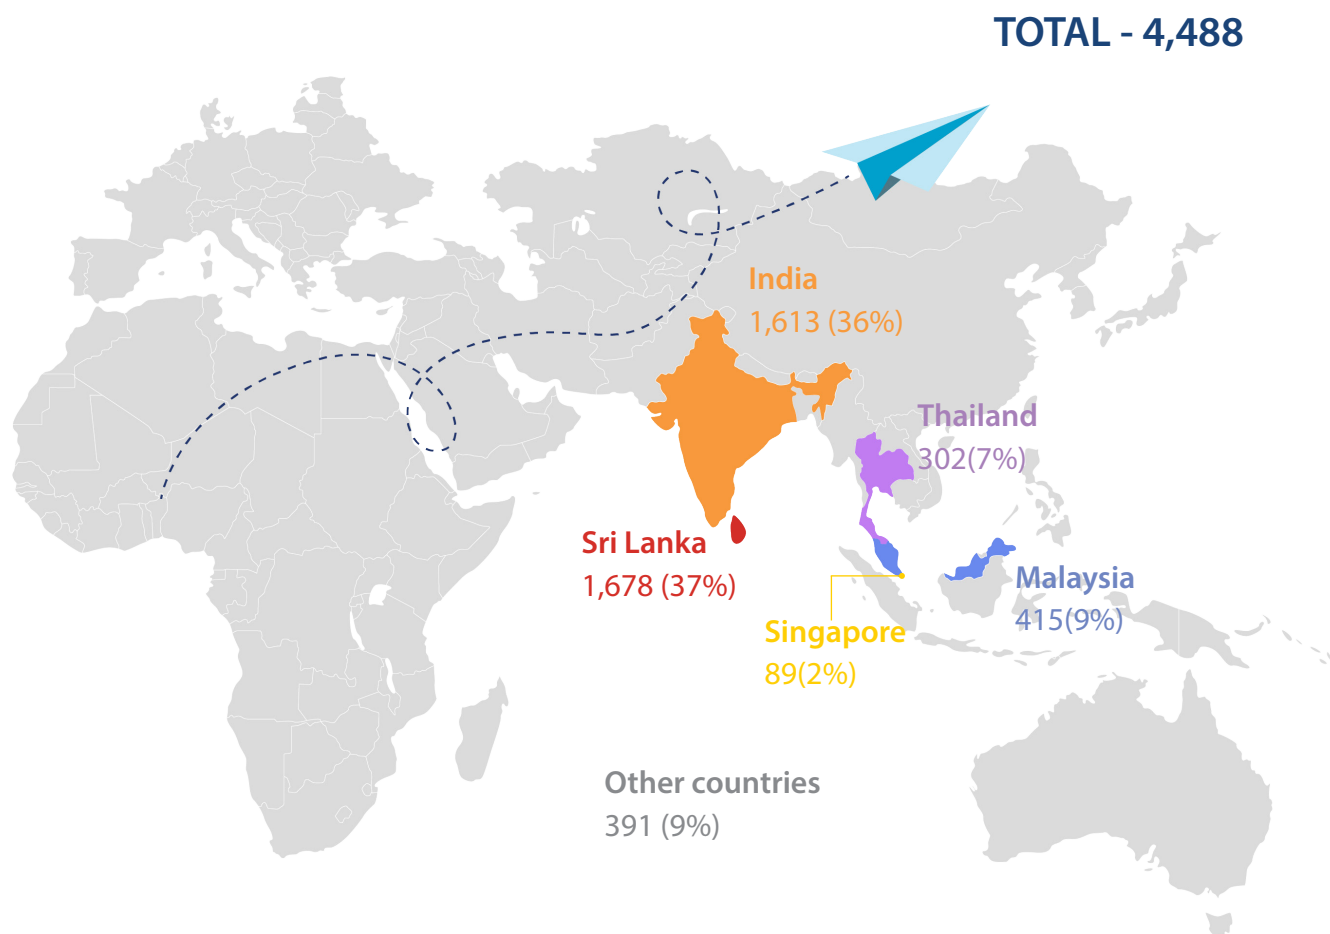 TOTAL - 4,488
India
1,613 (36%)
Thailand
302(7%)
Sri Lanka
1,678 (37%)
Malaysia
415(9%)
Singapore
89(2%)
Other countries
391 (9%)